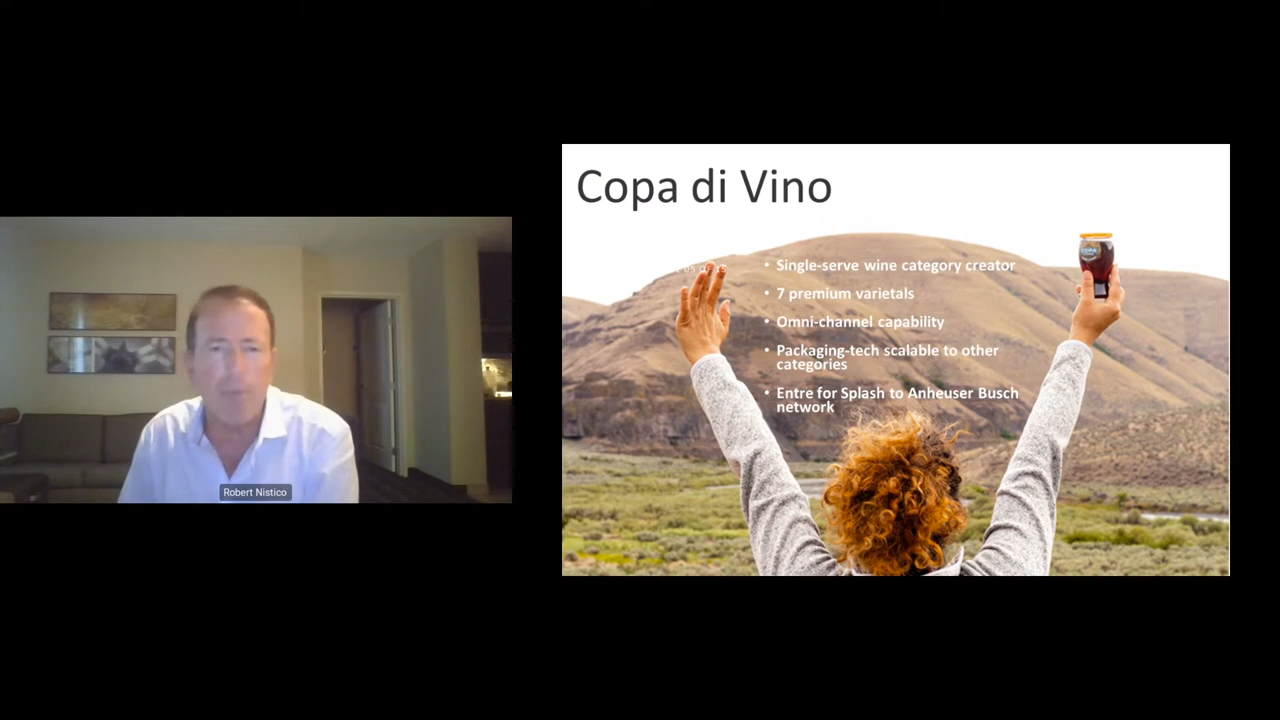 Copa di Vino
• Single-serve wine category creator
• 7 premium varietals
• Omni-channel capability
• Packaging-tech scalable to other
categories
• Entre for Splash to Anheuser Busch
network
COPA
Robert Nistico